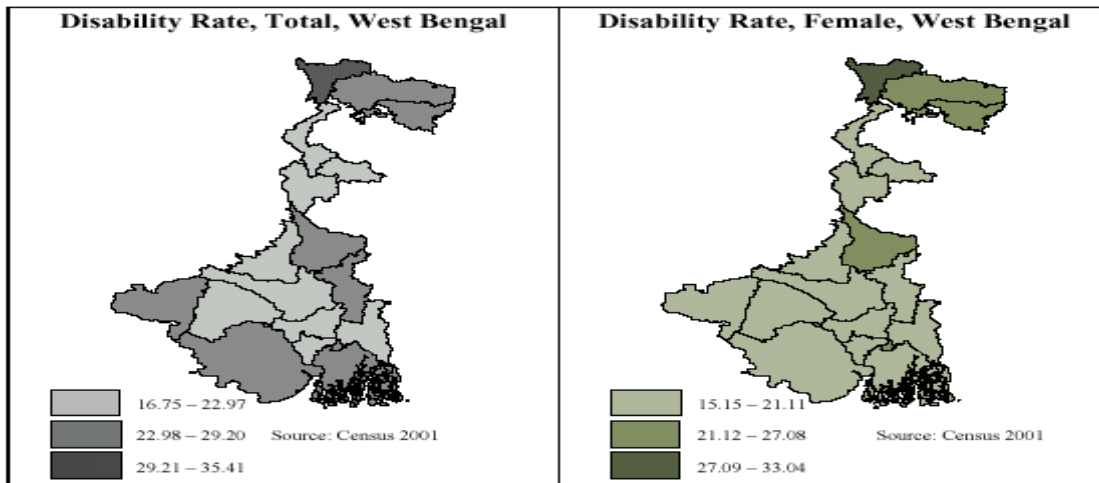 Disability Rate, Total, West Bengal
16.75 – 22.97
22.98 – 29.20 Source: Census 2001
29.21 – 35.41
Disability Rate, Female, West Bengal
15.15 – 21.11
21.12 – 27.08 Source: Census 2001
27.09 – 33.04